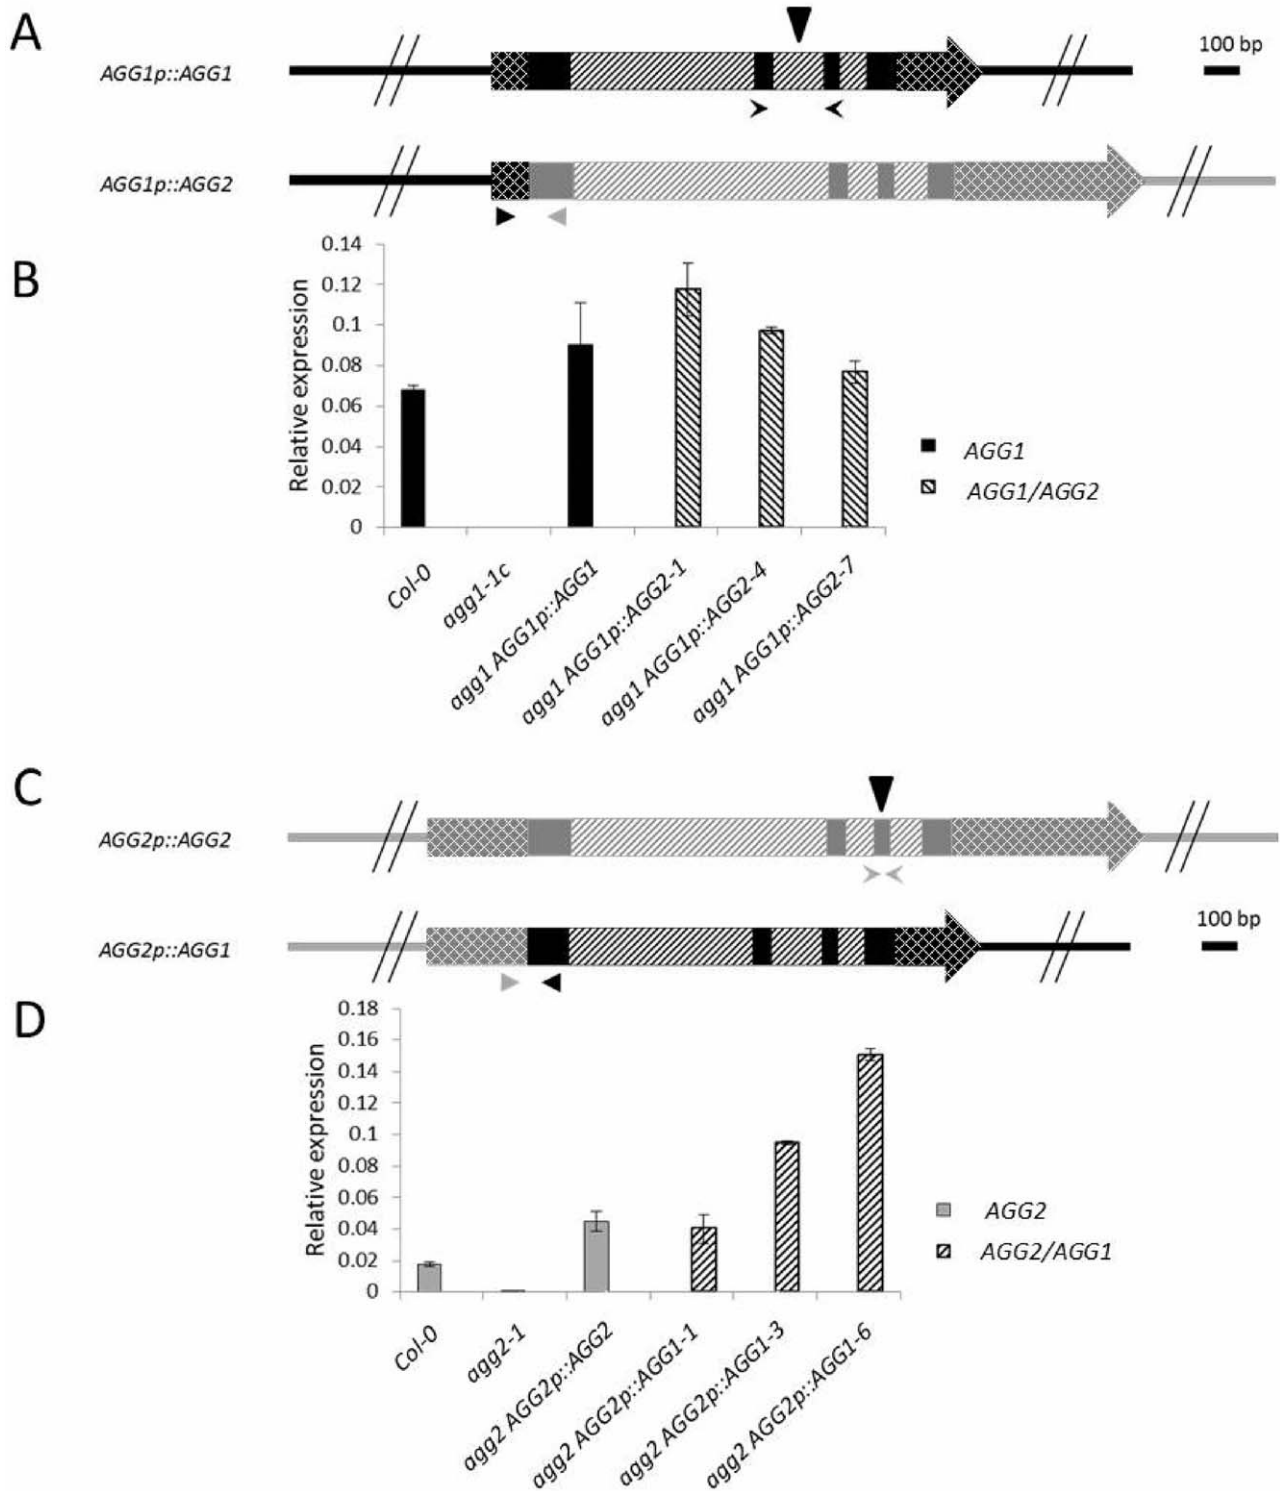 A
AGG1p::AGG1
100 bp
AGG1p::AGG2
B
Relative expression
0.14
0.12
0.1
0.08
0.06
0.04
0.02
0
Col-0
agg1-1c
agg1 AGG1p::AGG1
agg1 AGG1p::AGG2-1
agg1 AGG1p::AGG2-4
agg1 AGG1p::AGG2-7
AGG1
AGG1/AGG2
C
AGG2p::AGG2
AGG2p::AGG1
100 bp
D
Relative expression
0.18
0.16
0.14
0.12
0.1
0.08
0.06
0.04
0.02
0
Col-0
agg2-1
agg2 AGG2p::AGG2
agg2 AGG2p::AGG1-1
agg2 AGG2p::AGG1-3
agg2 AGG2p::AGG1-6
AGG2
AGG2/AGG1